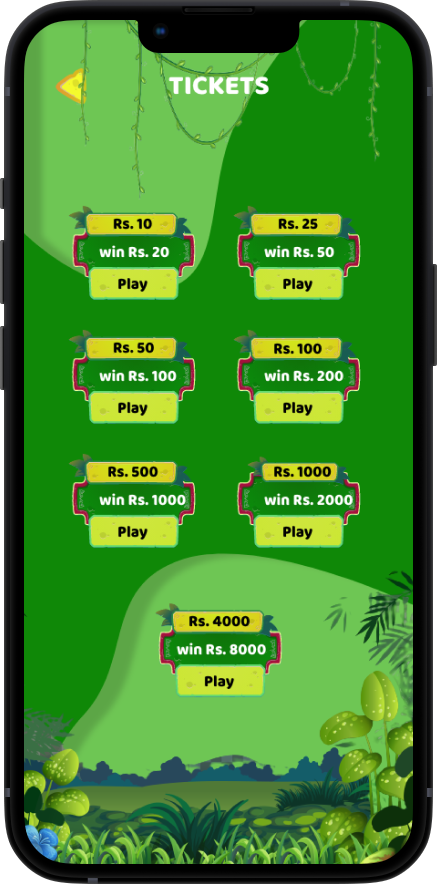 TICKETS
Rs. 10
win Rs. 20
Play
Rs. 25
win Rs. 50
Play
Rs. 50
win Rs. 100
Play
Rs. 100
win Rs. 200
Play
Rs. 500
win Rs. 1000
Play
Rs. 1000
win Rs. 2000
Play
Rs. 4000
win Rs. 8000
Play